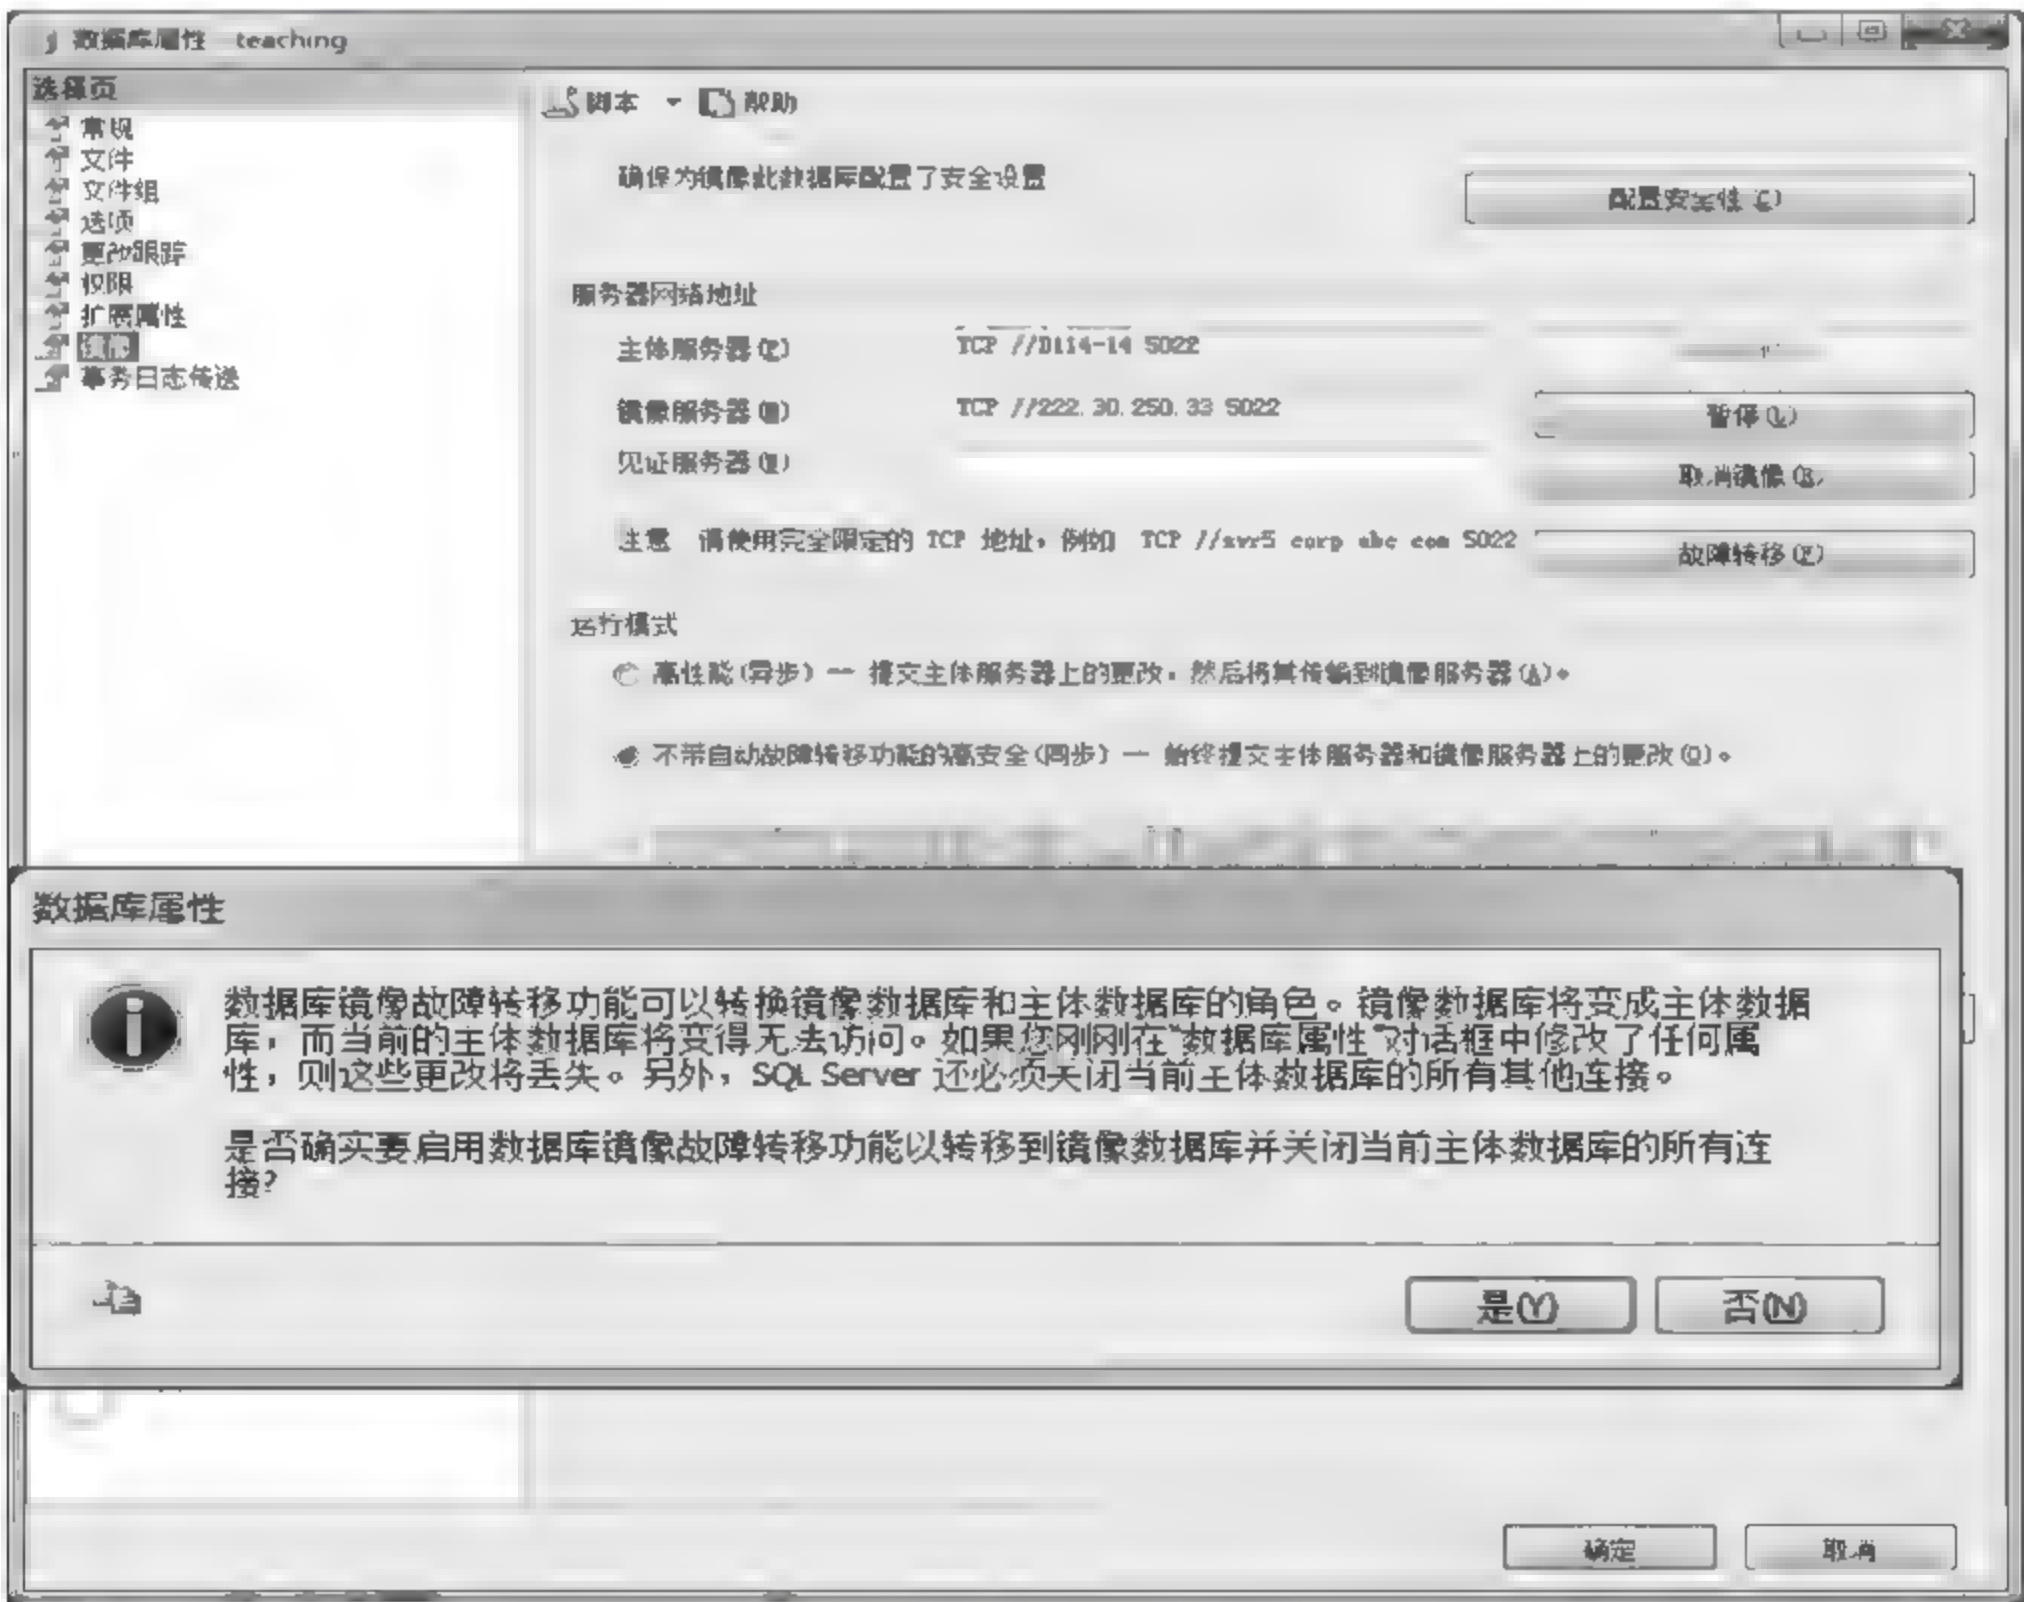 数据库属性 teaching
选择页
常规
文件
文件组
选项
更改跟踪
权限
扩展属性
镜像
事务日志传送
脚本 帮助
确保为镜像此数据库配置了安全设置
配置安全性(C)
服务器网络地址
主体服务器(P) TCP //D114-14 5022
镜像服务器(M) TCP //222.30.250.33 5022
暂停(U)
见证服务器(W)
取消镜像(R)
注意 请使用完全限定的 TCP 地址，例如 TCP //svr5 corp abc com 5022
故障转移(F)
运行模式
高性能(异步) — 提交主体服务器上的更改，然后将其传输到镜像服务器(A)。
不带自动故障转移功能的高安全(同步) — 始终提交主体服务器和镜像服务器上的更改(O)。
数据库属性
数据库镜像故障转移功能可以转换镜像数据库和主体数据库的角色。镜像数据库将变成主体数据
库，而当前的主体数据库将变得无法访问。如果您刚刚在"数据库属性"对话框中修改了任何属
性，则这些更改将丢失。另外，SQL Server 还必须关闭当前主体数据库的所有其他连接。
是否确实要启用数据库镜像故障转移功能以转移到镜像数据库并关闭当前主体数据库的所有连
接?
是(Y) 否(N)
确定 取消